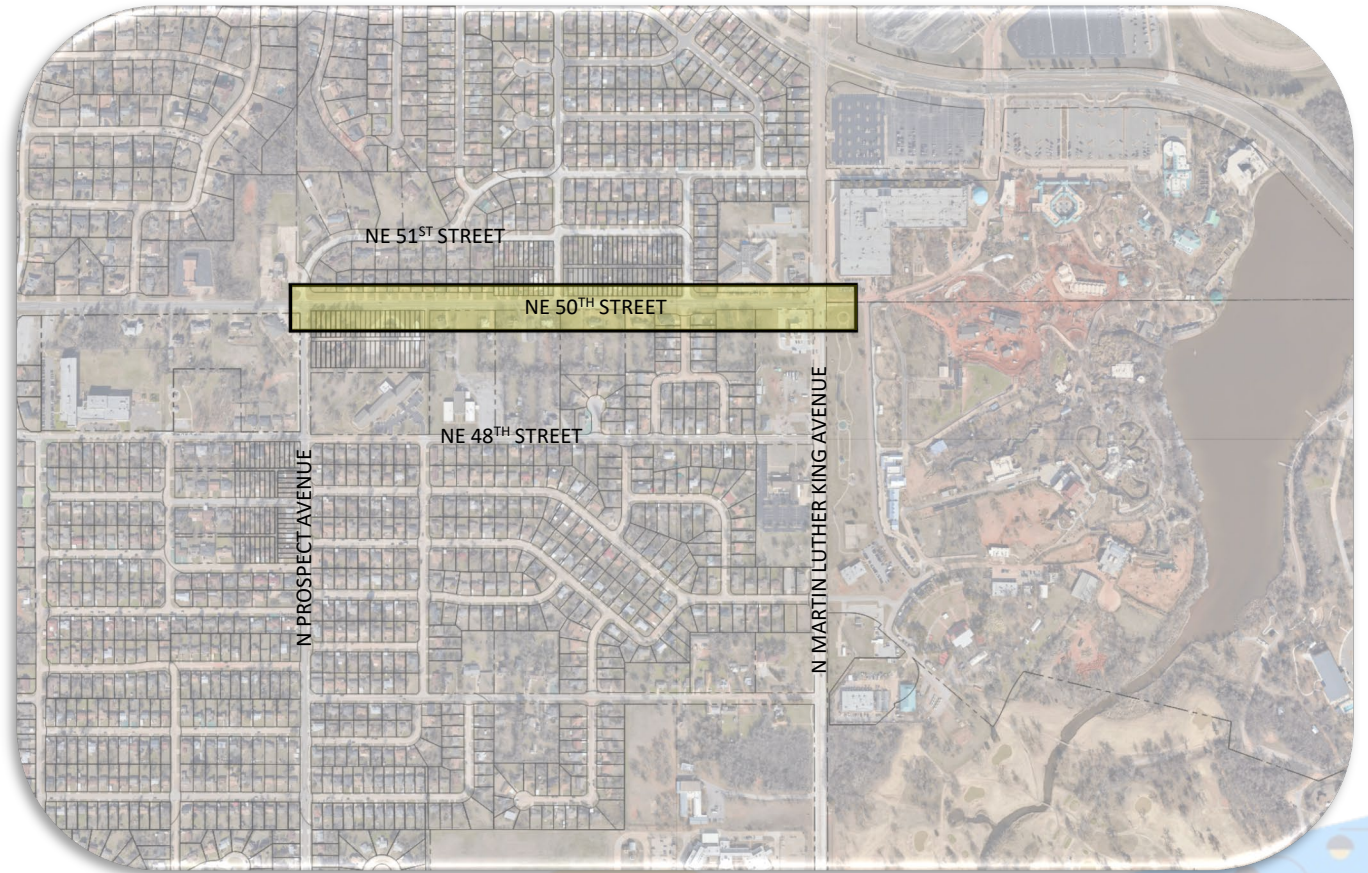 NE 51ST STREET
NE 50TH STREET
NE 48TH STREET
N PROSPECT AVENUE
N MARTIN LUTHER KING AVENUE